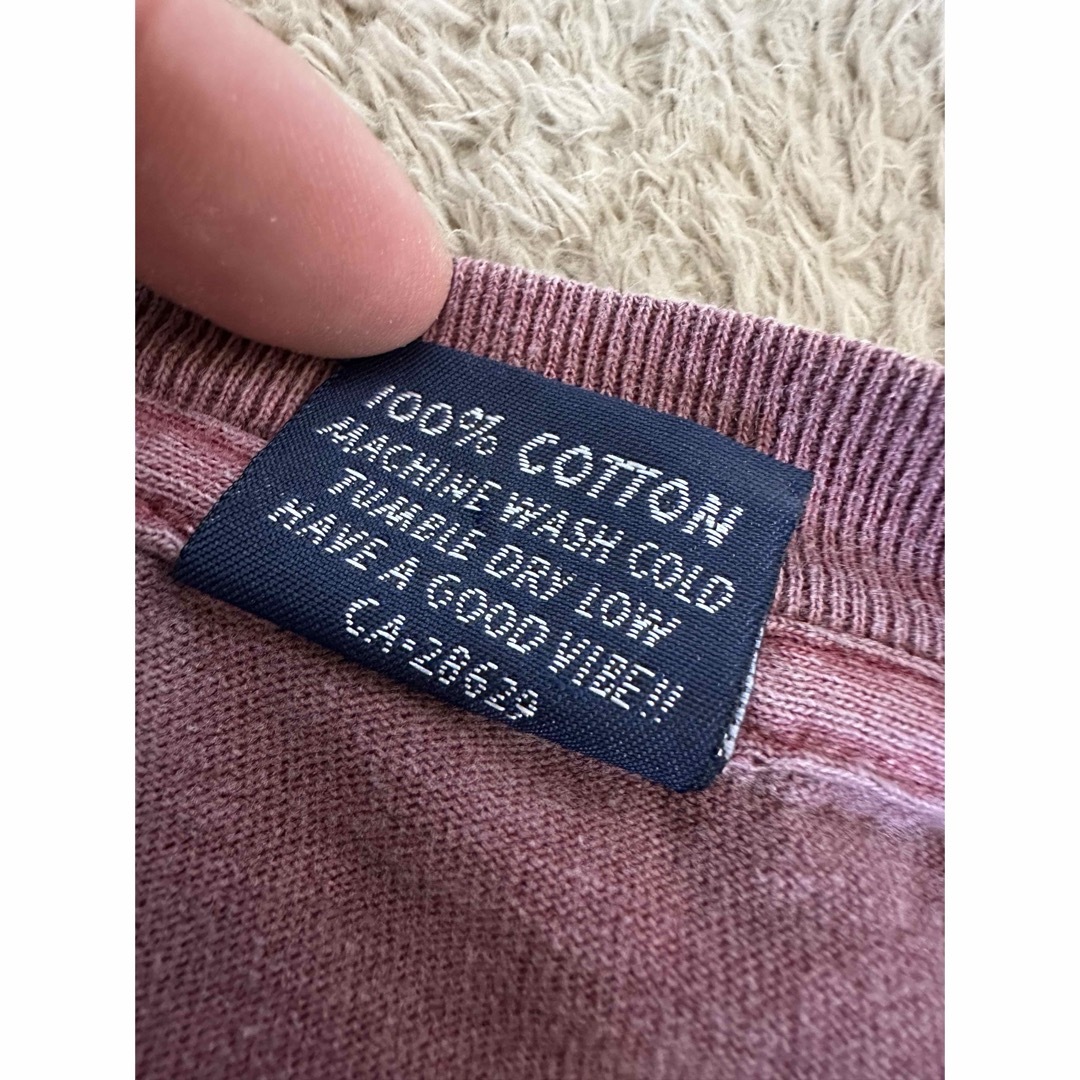 100% COTTON
MACHINE WASH COLD
TUMBLE DRY LOW
HAVE A GOOD VIBE!!
CA-28629